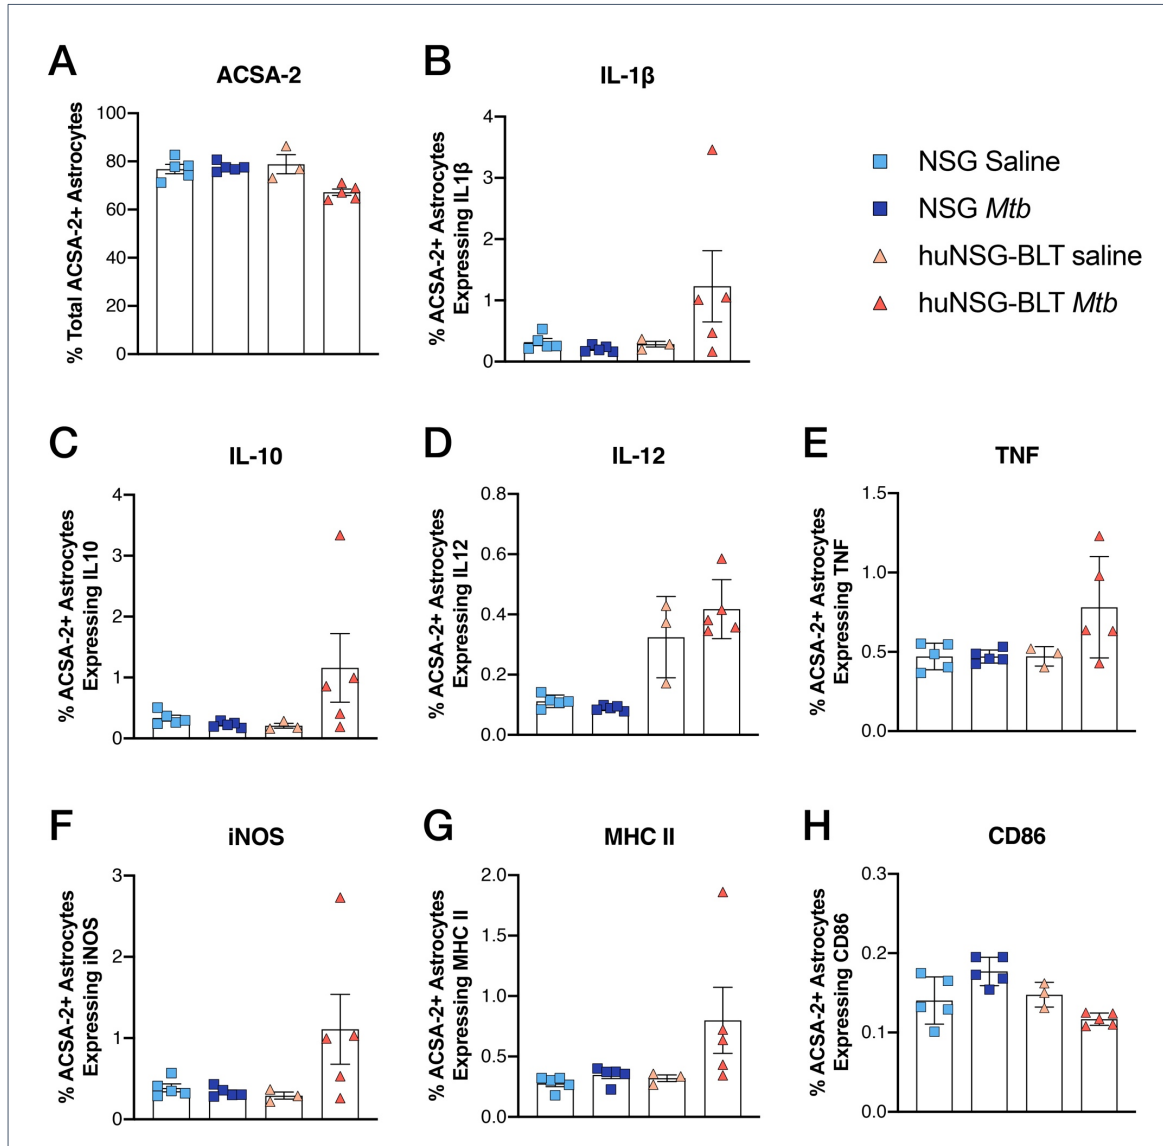 A
ACSA-2
% Total ACSA-2+ Astrocytes
100
80
60
40
20
0
B
IL-1β
% ACSA-2+ Astrocytes
Expressing IL1β
4
3
2
1
0
NSG Saline
NSG Mtb
huNSG-BLT saline
huNSG-BLT Mtb
C
IL-10
% ACSA-2+ Astrocytes
Expressing IL10
4
3
2
1
0
D
IL-12
% ACSA-2+ Astrocytes
Expressing IL12
0.8
0.6
0.4
0.2
0.0
E
TNF
% ACSA-2+ Astrocytes
Expressing TNF
1.5
1.0
0.5
0.0
F
iNOS
% ACSA-2+ Astrocytes
Expressing iNOS
3
2
1
0
G
MHC II
% ACSA-2+ Astrocytes
Expressing MHC II
2.0
1.5
1.0
0.5
0.0
H
CD86
% ACSA-2+ Astrocytes
Expressing CD86
0.3
0.2
0.1
0.0